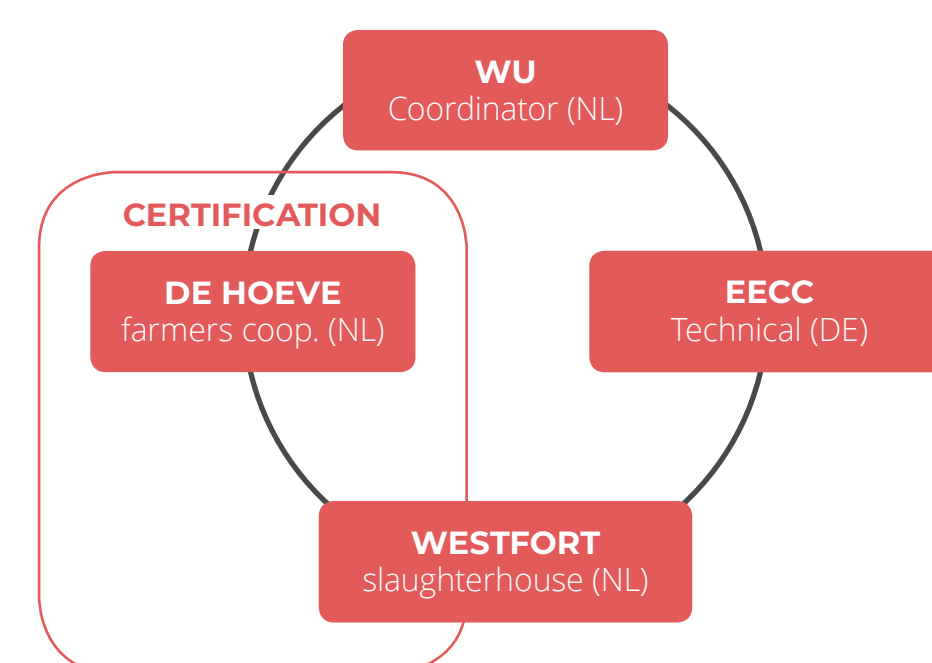 WU
Coordinator (NL)
CERTIFICATION
DE HOEVE
farmers coop. (NL)
EECC
Technical (DE)
WESTFORT
slaughterhouse (NL)